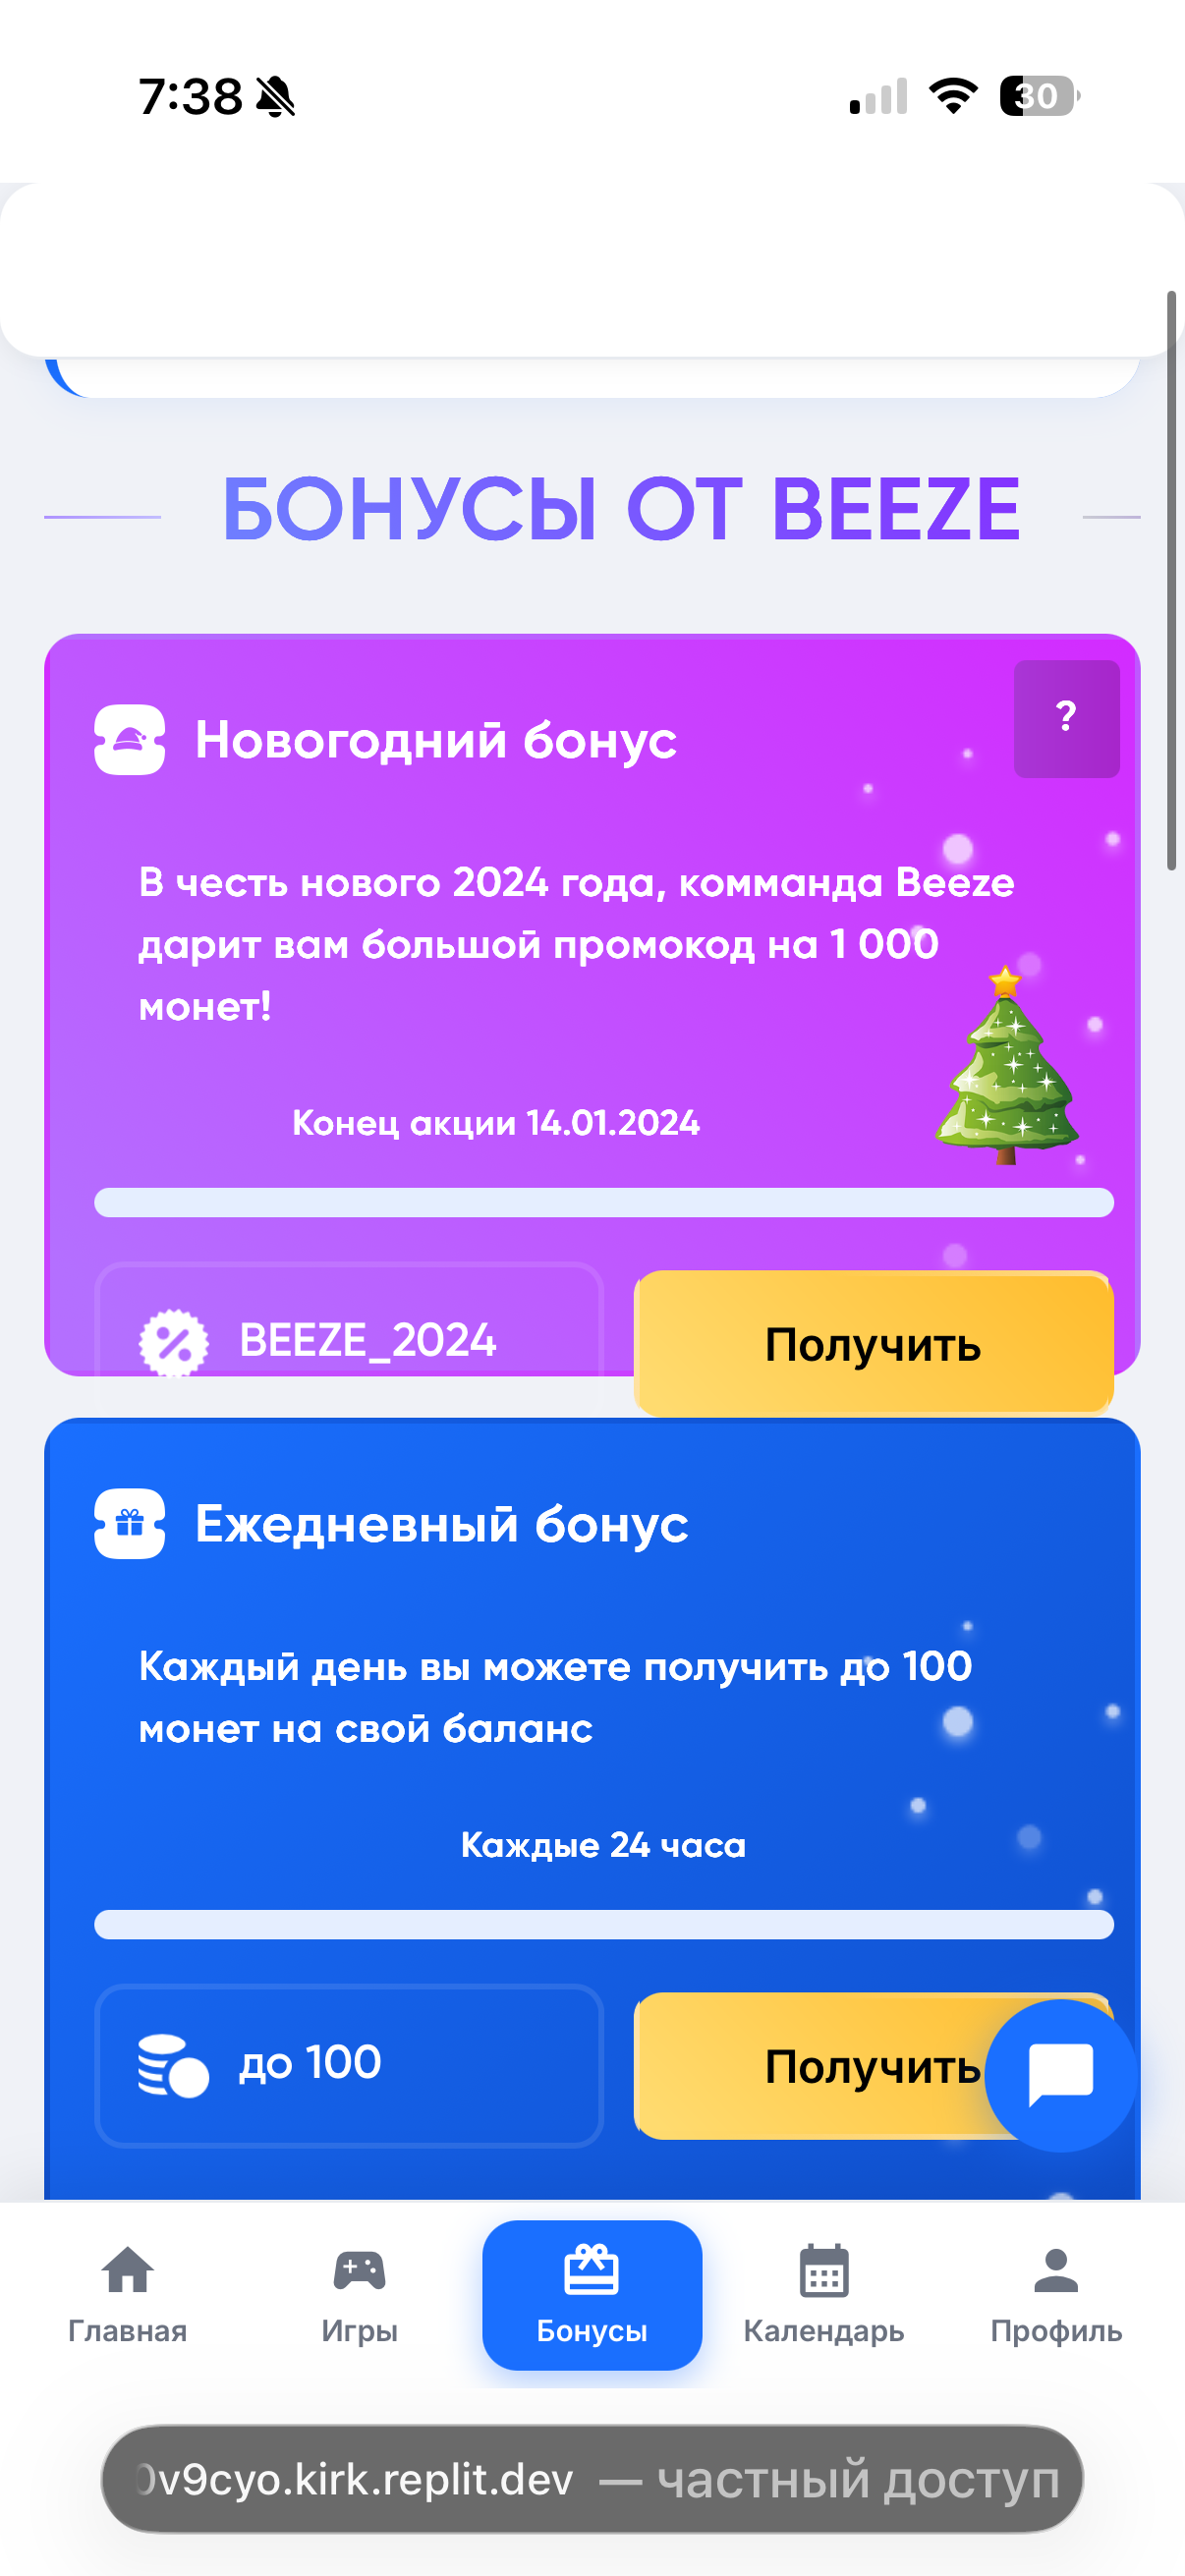 7:38
30
БОНУСЫ ОТ BEEZE
Новогодний бонус
?
В честь нового 2024 года, комманда Beeze
дарит вам большой промокод на 1 000
монет!
Конец акции 14.01.2024
BEEZE_2024
Получить
Ежедневный бонус
Каждый день вы можете получить до 100
монет на свой баланс
Каждые 24 часа
до 100
Получить
Главная
Игры
Бонусы
Календарь
Профиль
v9cyo.kirk.replit.dev — частный доступ